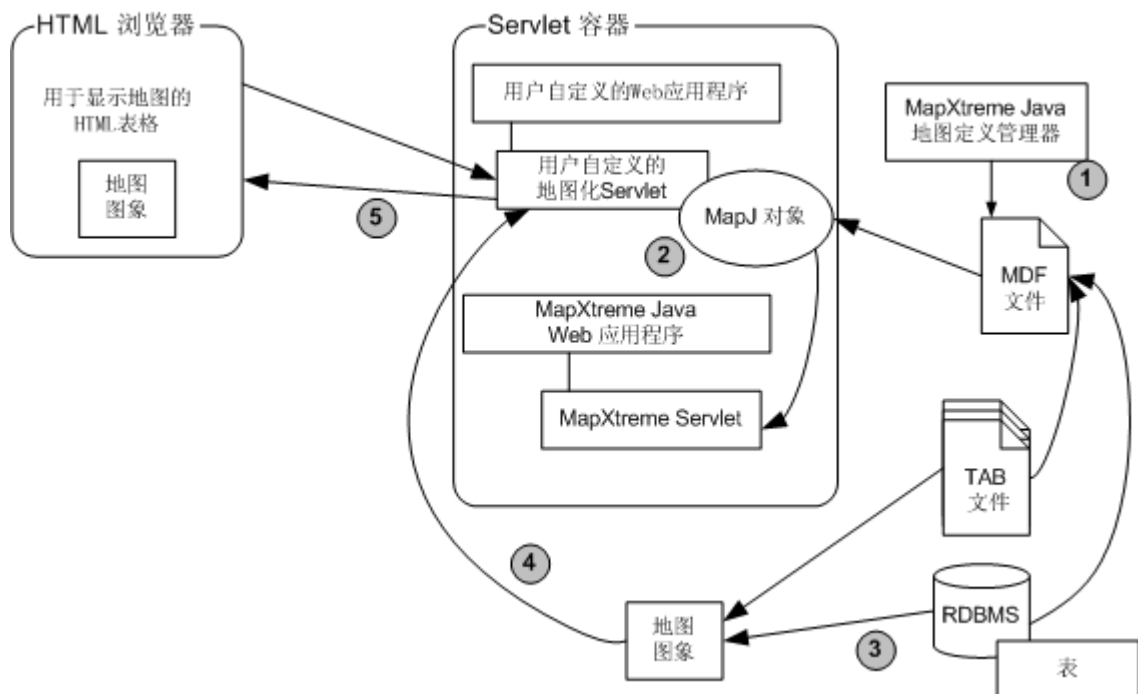 HTML 浏览器
用于显示地图的
HTML表格
地图
图象
Servlet 容器
用户自定义的Web应用程序
用户自定义的
地图化Servlet
MapJ 对象
MapXtreme Java
Web 应用程序
MapXtreme Servlet
MapXtreme Java
地图定义管理器
1
MDF
文件
2
5
TAB
文件
4
地图
图象
3
RDBMS
表